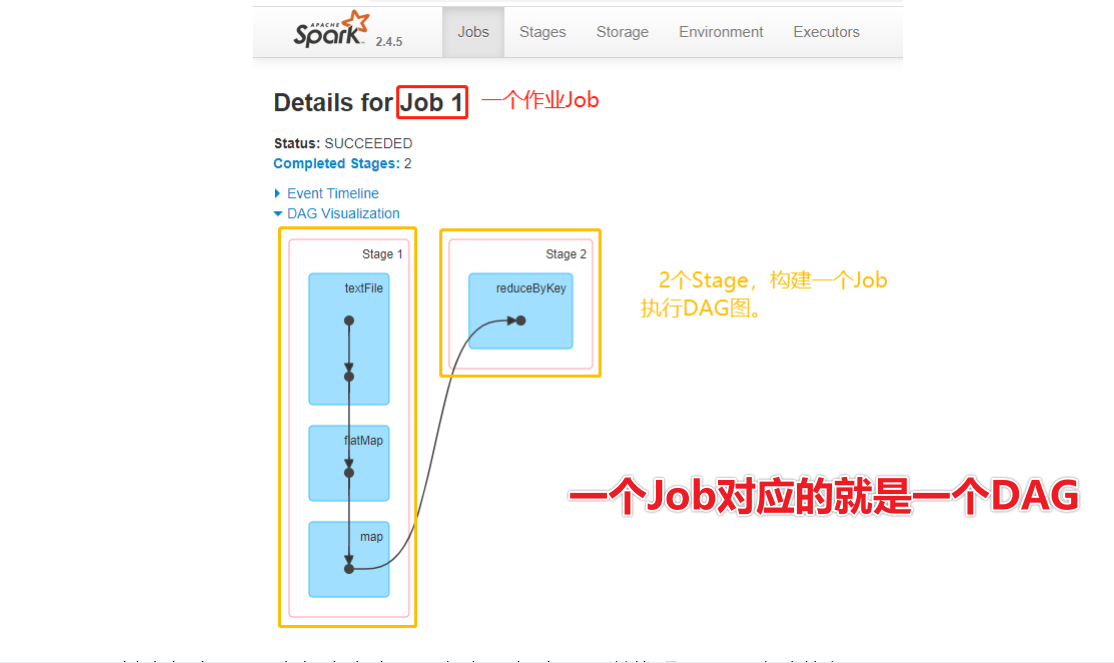 APACHE
Spark 2.4.5 Jobs Stages Storage Environment Executors
Details for Job 1 一个作业Job
Status: SUCCEEDED
Completed Stages: 2
Event Timeline
DAG Visualization
Stage 1
textFile
flatMap
map
Stage 2
reduceByKey
2个Stage，构建一个Job
执行DAG图。
一个Job对应的就是一个DAG